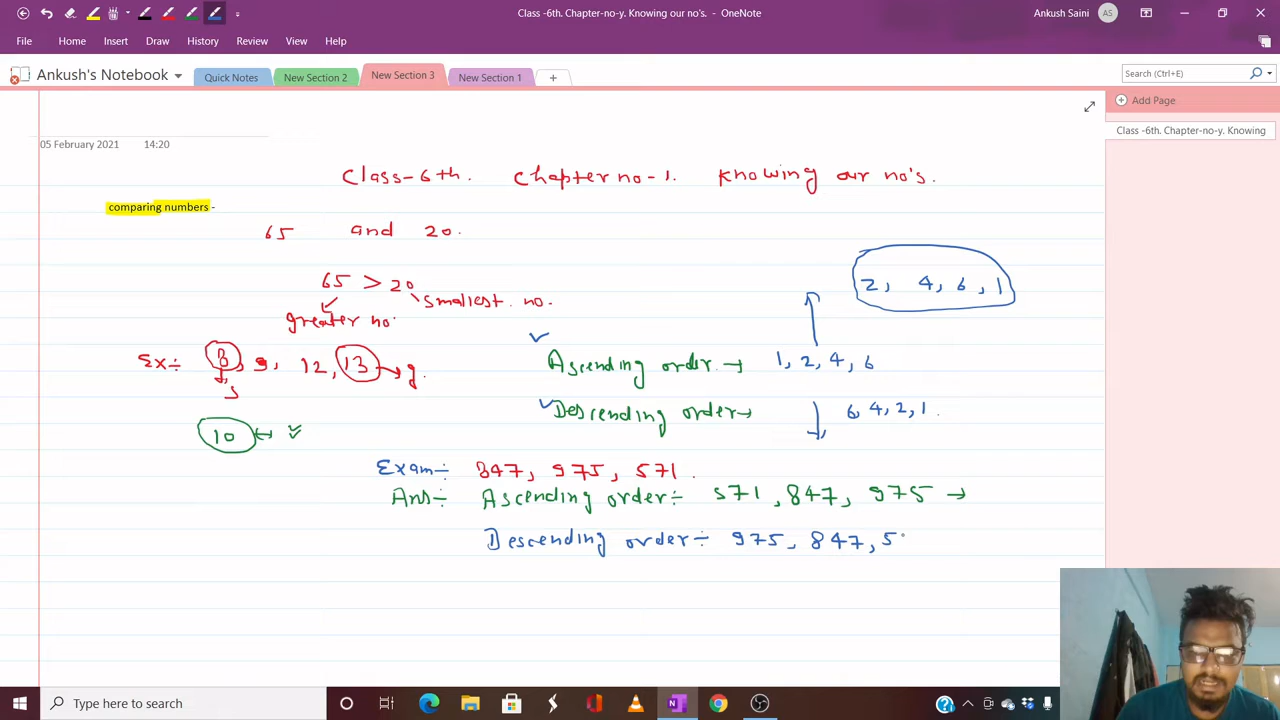 Class -6th. Chapter-no-y. Knowing our no's. - OneNote
Ankush Saini
AS
File Home Insert Draw History Review View Help
Ankush's Notebook
Quick Notes
New Section 2
New Section 3
New Section 1
Search (Ctrl+E)
Add Page
Class -6th. Chapter-no-y. Knowing
05 February 2021 14:20
Class-6th. Chapter no-1. Knowing our no's.
comparing numbers -
65 and 20.
65 > 20
smallest. no.
greater no.
2, 4, 6, 1
Ex÷ 8, 9, 12, 13 → g.
s
Ascending order. → 1, 2, 4, 6
Descending order→ 6, 4, 2, 1.
10
Exam÷ 847, 975, 571.
Ans÷ Ascending order÷ 571, 847, 975 →
Descending order÷ 975, 847, 5
Type here to search